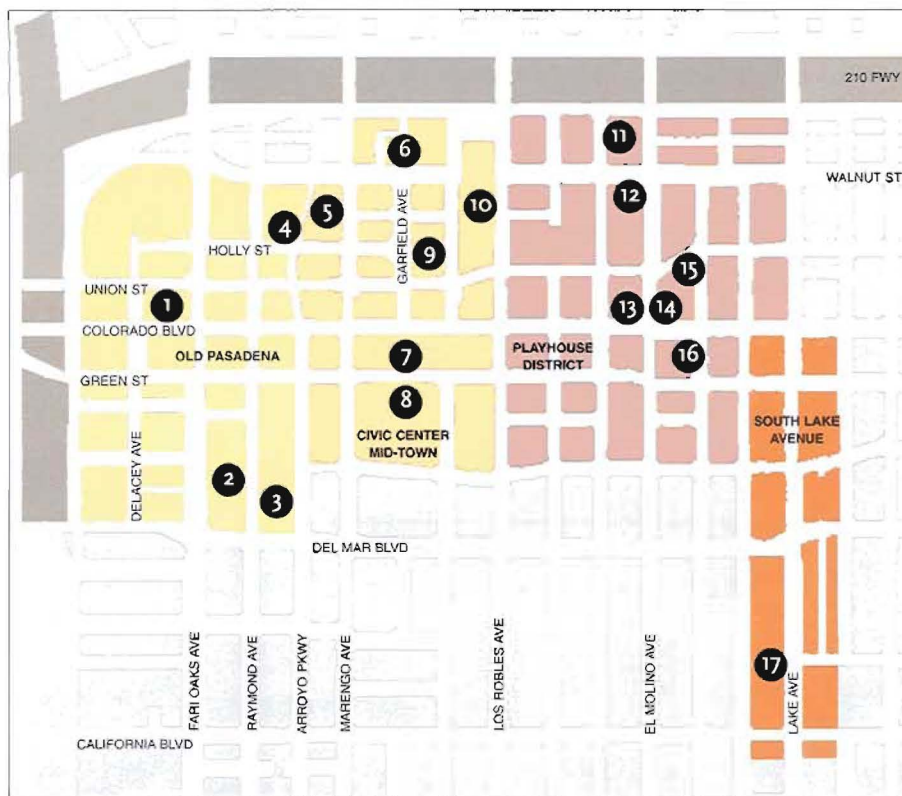 210 FWY
11
6
WALNUT ST
12
10
5
4
GARFIELD AVE
HOLLY ST
9
15
UNION ST
1
13
14
COLORADO BLVD
OLD PASADENA
7
PLAYHOUSE
DISTRICT
16
GREEN ST
8
SOUTH LAKE
AVENUE
CIVIC CENTER
MID-TOWN
DELACEY AVE
2
3
DEL MAR BLVD
FARI OAKS AVE
RAYMOND AVE
ARROYO PKWY
MARENGO AVE
LOS ROBLES AVE
EL MOLINO AVE
17
LAKE AVE
CALIFORNIA BLVD